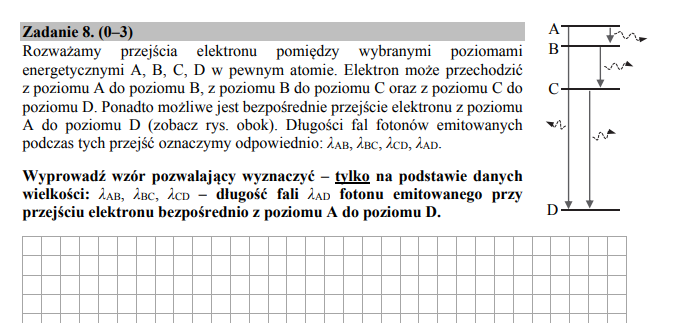 Zadanie 8. (0–3)
Rozważamy przejścia elektronu pomiędzy wybranymi poziomami
energetycznymi A, B, C, D w pewnym atomie. Elektron może przechodzić
z poziomu A do poziomu B, z poziomu B do poziomu C oraz z poziomu C do
poziomu D. Ponadto możliwe jest bezpośrednie przejście elektronu z poziomu
A do poziomu D (zobacz rys. obok). Długości fal fotonów emitowanych
podczas tych przejść oznaczymy odpowiednio: λAB, λBC, λCD, λAD.
Wyprowadź wzór pozwalający wyznaczyć – tylko na podstawie danych
wielkości: λAB, λBC, λCD – długość fali λAD fotonu emitowanego przy
przejściu elektronu bezpośrednio z poziomu A do poziomu D.
A
B
C
D